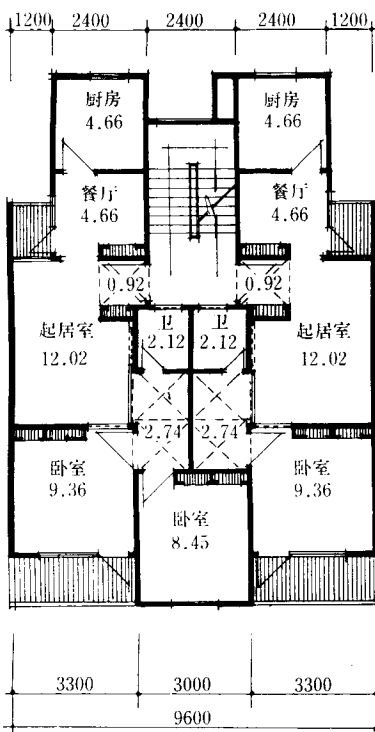 1200 2400 2400 2400 1200
厨房 厨房
4.66 4.66
餐厅 餐厅
4.66 4.66
0.92 0.92
卫 卫
起居室 2.12 2.12 起居室
12.02 12.02
2.74 2.74
卧室 卧室
9.36 9.36
卧室
8.45
3300 3000 3300
9600